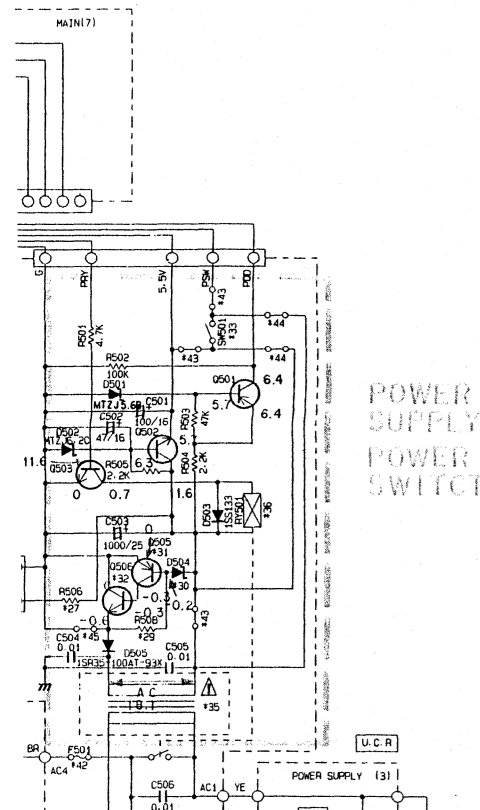 MAIN(7)
G
PRY
5.5V
PSW
PDD
*43
SW501
*33
*44
R501
4.7K
*43
*44
R502
100K
D501
MTZJ5.6B
C501
100/16
Q501
6.4
5.7
6.4
C502
47/16
R503
47K
D502
MTZJ6.2C
Q502
5.
11.6
Q503
R505
2.2K
6.3
R504
2.2K
0
0.7
1.6
D503
1SS133
RY501
*36
C503
1000/25
0
Q505
*31
Q506
*32
D504
*30
R506
*27
-0.3
-0.2
-0.3
*43
-0.6
R508
*29
*45
C504
0.01
D505
1SR35-100AT-93X
C505
0.01
AC
*35
BR
F501
*42
AC4
U.C.R
POWER SUPPLY (3)
C506
0.01
AC1
YE
POWER
SUPPLY
POWER
SWITCT